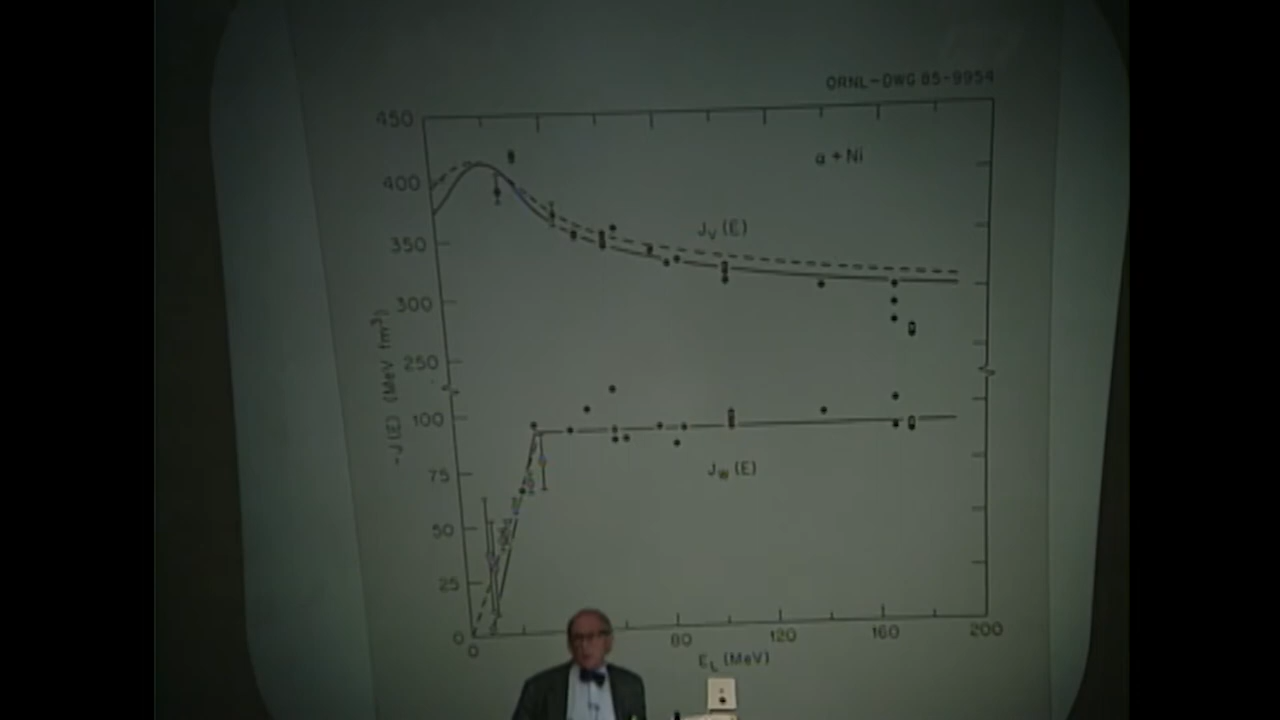 ORNL-DWG 85-9954
450
α + Ni
400
J_V (E)
350
300
-J(E) (MeV fm³)
250
100
75
J_W (E)
50
25
0
0
80
120
160
200
E_L (MeV)